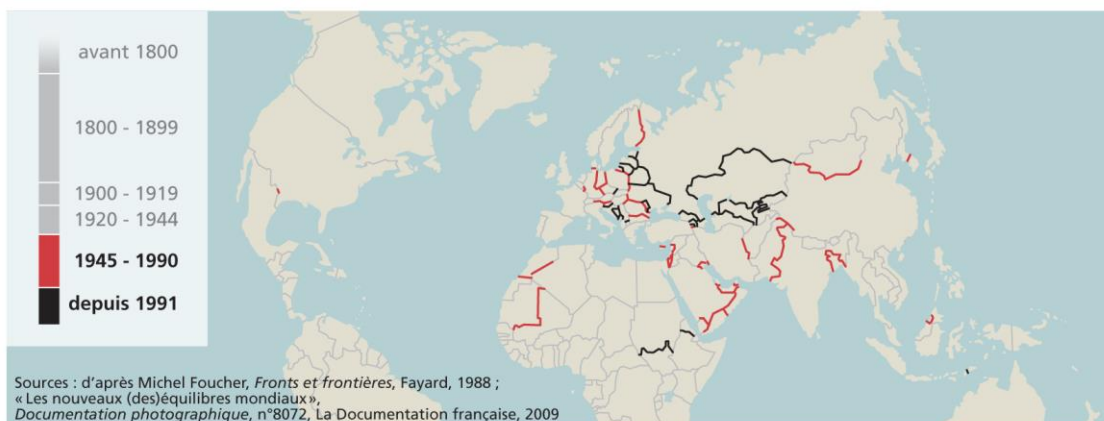 avant 1800
1800 - 1899
1900 - 1919
1920 - 1944
1945 - 1990
depuis 1991
Sources : d'après Michel Foucher, Fronts et frontières, Fayard, 1988 ;
« Les nouveaux (des)équilibres mondiaux»,
Documentation photographique, n°8072, La Documentation française, 2009